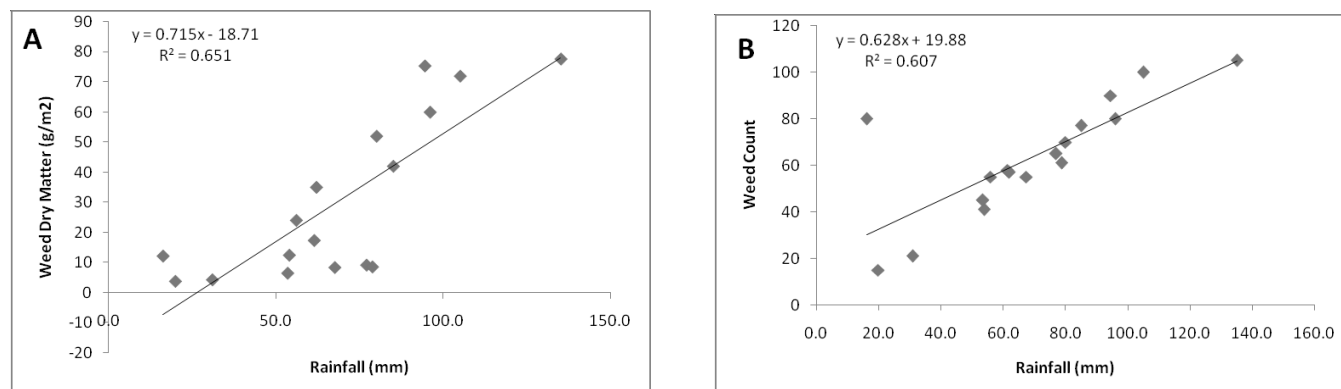 A
y = 0.715x - 18.71
R² = 0.651
Weed Dry Matter (g/m2)
90
80
70
60
50
40
30
20
10
0
-10
-20
0.0 50.0 100.0 150.0
Rainfall (mm)
B
y = 0.628x + 19.88
R² = 0.607
Weed Count
120
100
80
60
40
20
0
0.0 20.0 40.0 60.0 80.0 100.0 120.0 140.0 160.0
Rainfall (mm)